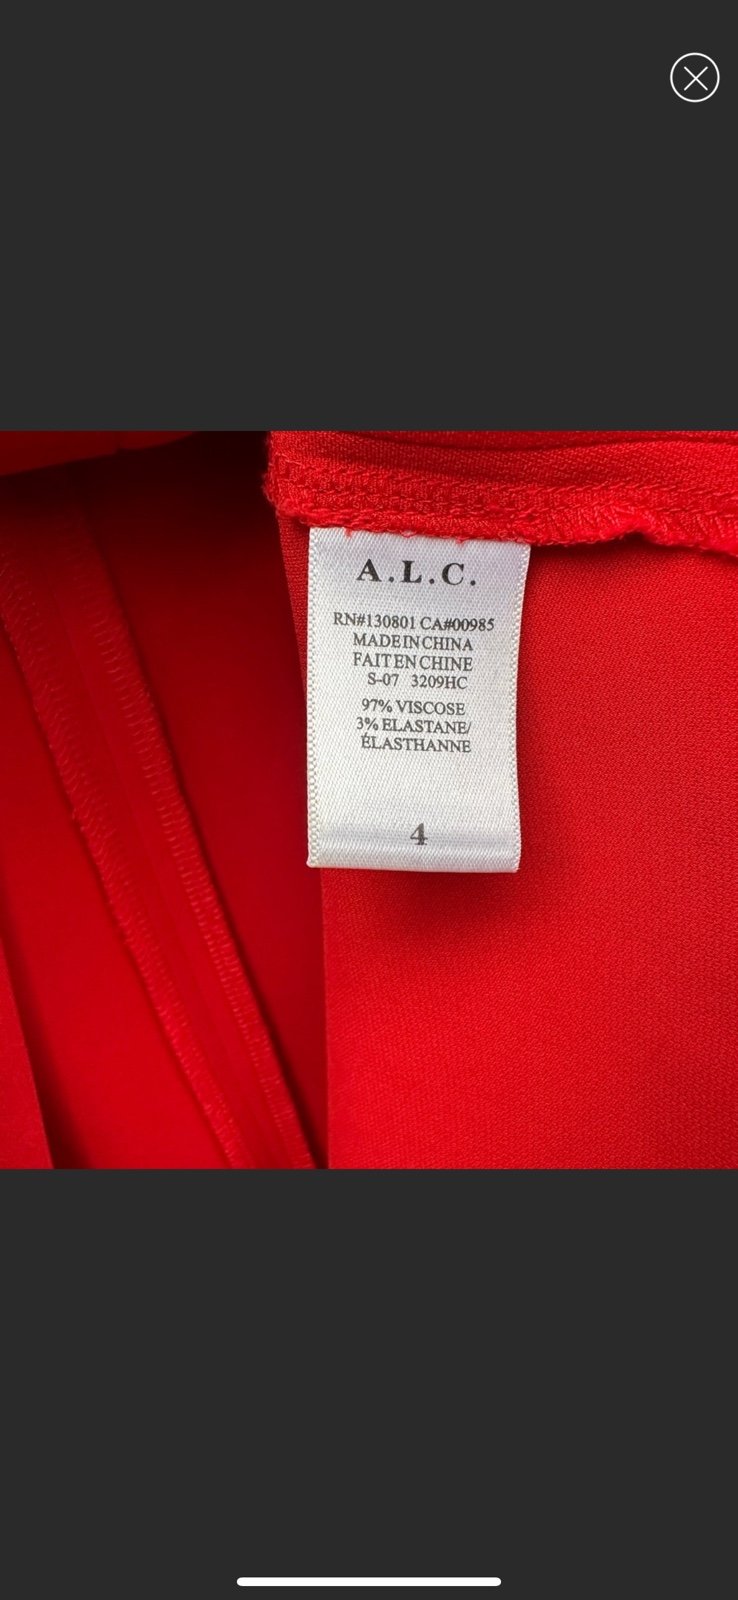 A.L.C.
RN#130801 CA#00985
MADE IN CHINA
FAIT EN CHINE
S-07 3209HC
97% VISCOSE
3% ELASTANE/
ÉLASTHANNE
4